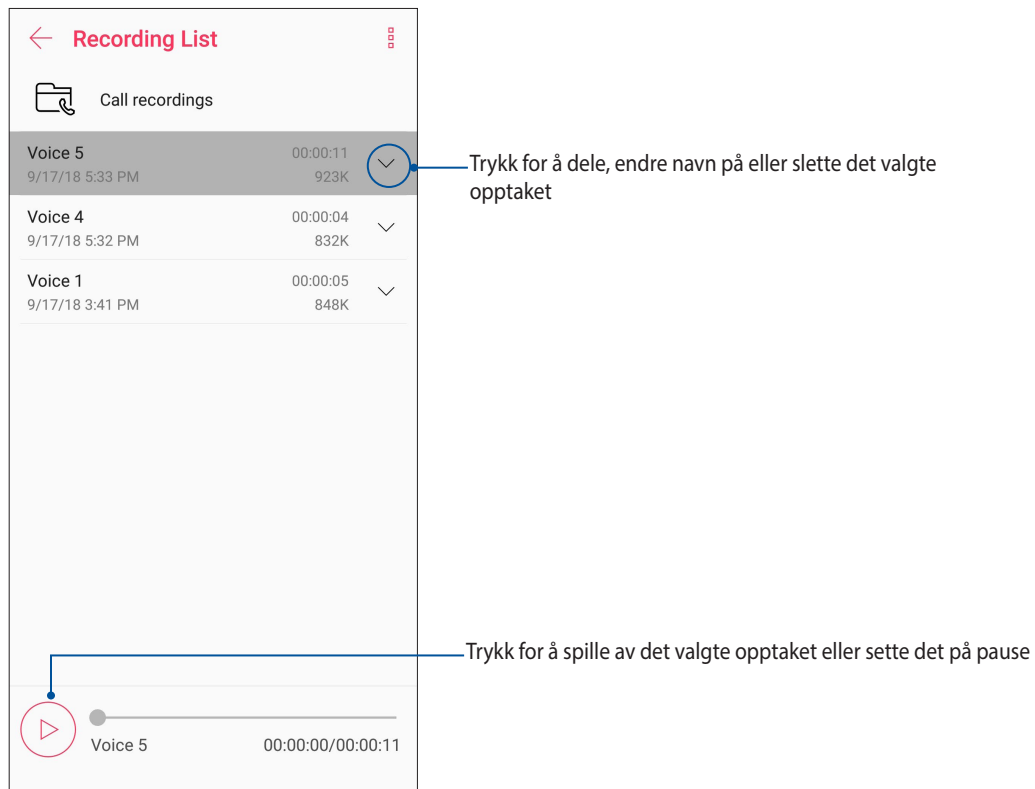 Recording List
Call recordings
Voice 5 00:00:11
9/17/18 5:33 PM 923K
Trykk for å dele, endre navn på eller slette det valgte
opptaket
Voice 4 00:00:04
9/17/18 5:32 PM 832K
Voice 1 00:00:05
9/17/18 3:41 PM 848K
Trykk for å spille av det valgte opptaket eller sette det på pause
Voice 5 00:00:00/00:00:11